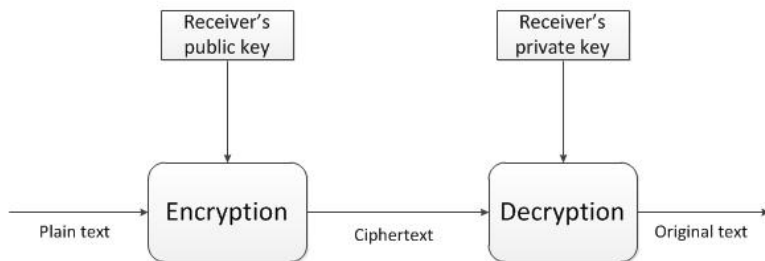 Receiver's
public key
Receiver's
private key
Encryption
Decryption
Plain text
Ciphertext
Original text